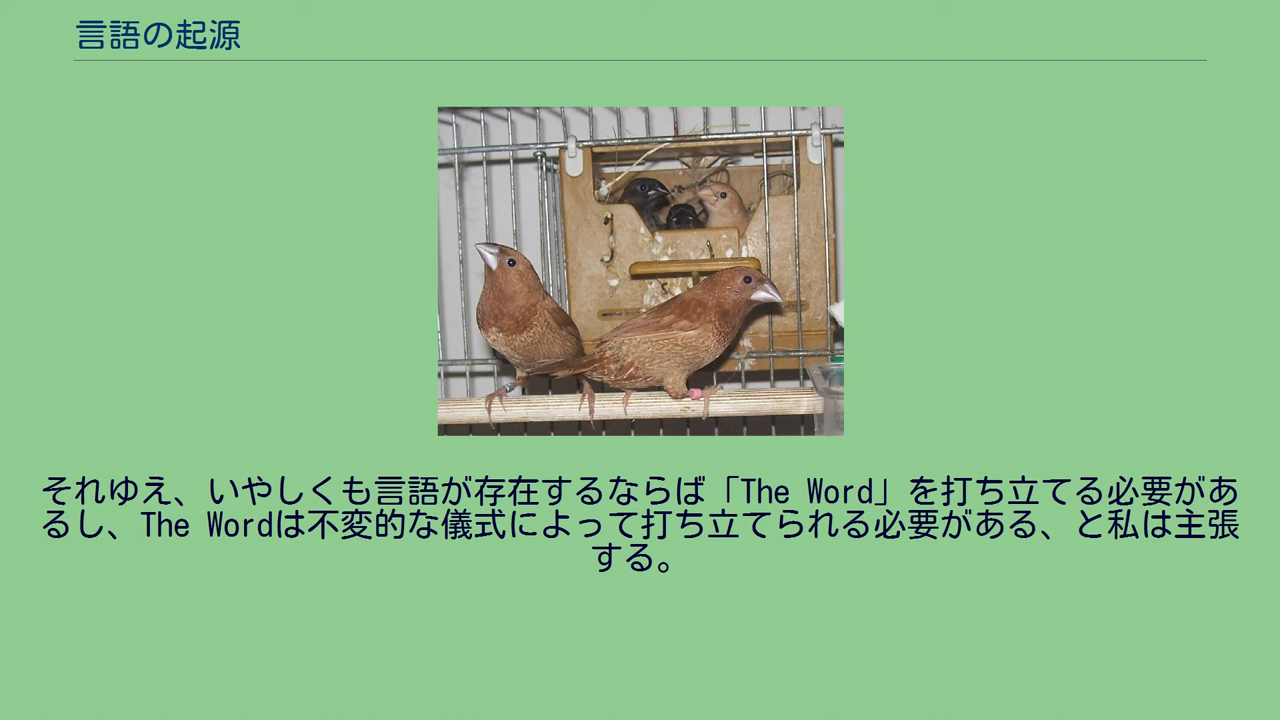 言語の起源
それゆえ、いやしくも言語が存在するならば「The Word」を打ち立てる必要があ
るし、The Wordは不変的な儀式によって打ち立てられる必要がある、と私は主張
する。